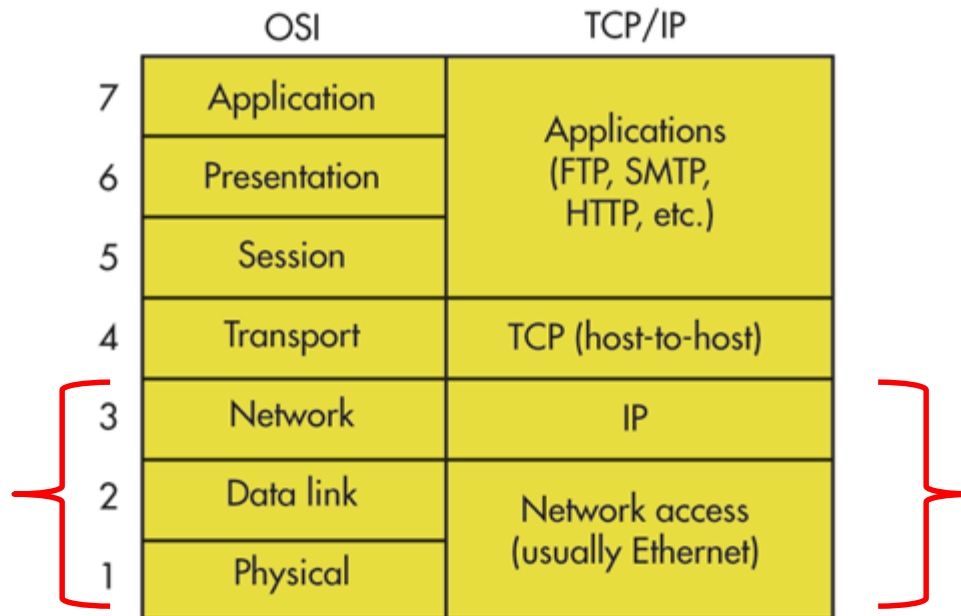 OSI TCP/IP
7 Application
Applications
(FTP, SMTP,
HTTP, etc.)
6 Presentation
5 Session
4 Transport TCP (host-to-host)
3 Network IP
2 Data link
Network access
(usually Ethernet)
1 Physical